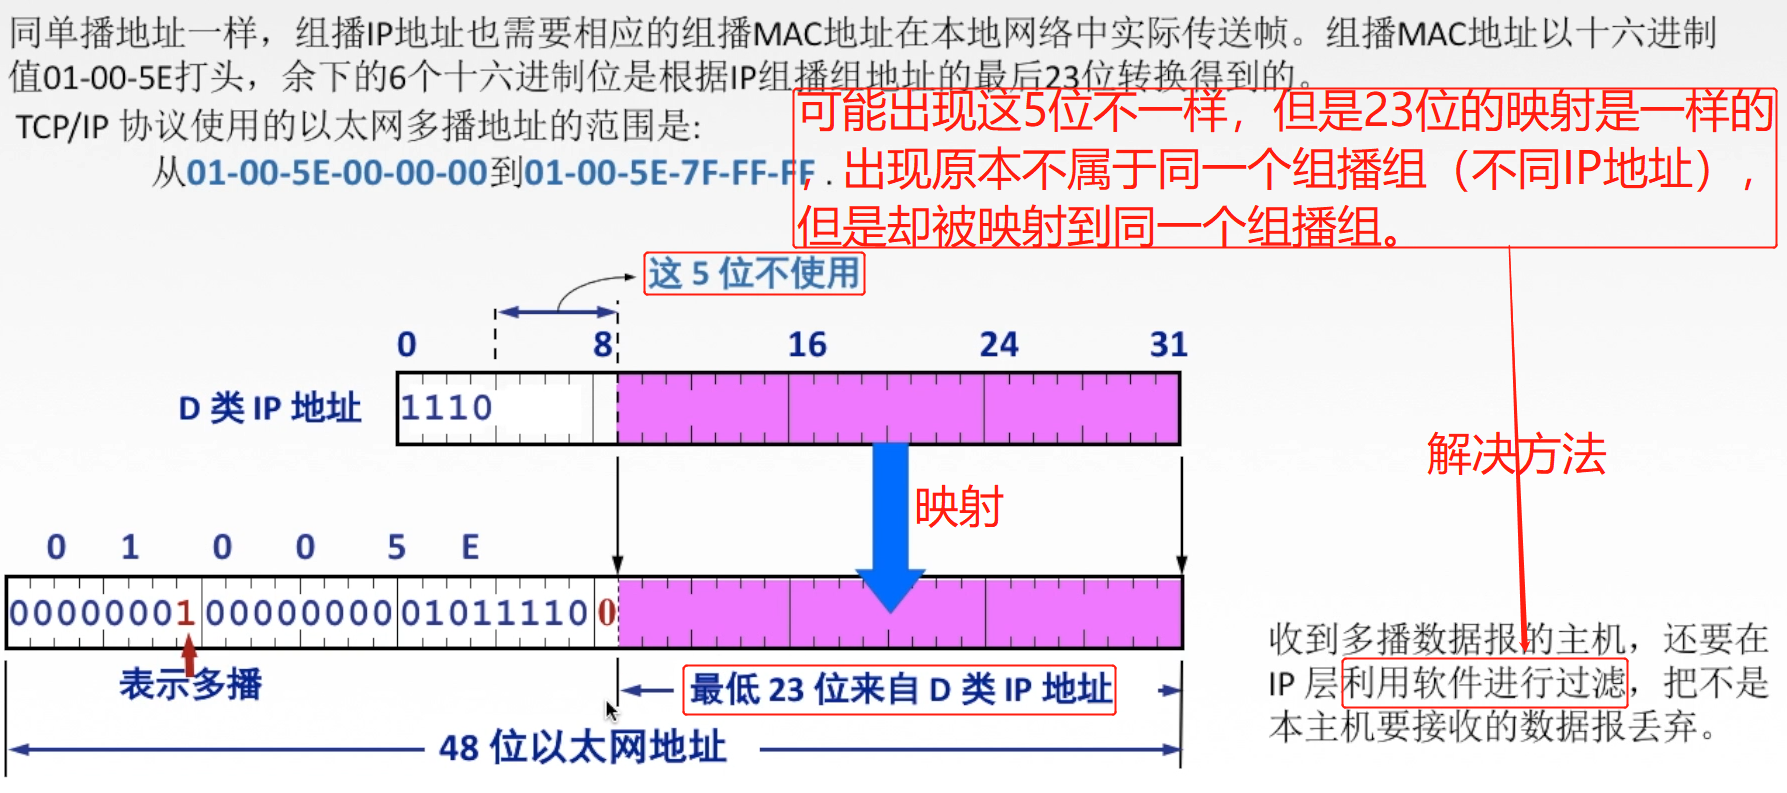 同单播地址一样，组播IP地址也需要相应的组播MAC地址在本地网络中实际传送帧。组播MAC地址以十六进制
值01-00-5E打头，余下的6个十六进制位是根据IP组播组地址的最后23位转换得到的。
TCP/IP 协议使用的以太网多播地址的范围是:
从01-00-5E-00-00-00到01-00-5E-7F-FF-FF .
可能出现这5位不一样，但是23位的映射是一样的
，出现原本不属于同一个组播组（不同IP地址），
但是却被映射到同一个组播组。
这 5 位不使用
0 8 16 24 31
D 类 IP 地址
1110
解决方法
映射
0 1 0 0 5 E
00000001 00000000 01011110 0
表示多播
最低 23 位来自 D 类 IP 地址
48 位以太网地址
收到多播数据报的主机，还要在
IP 层利用软件进行过滤，把不是
本主机要接收的数据报丢弃。